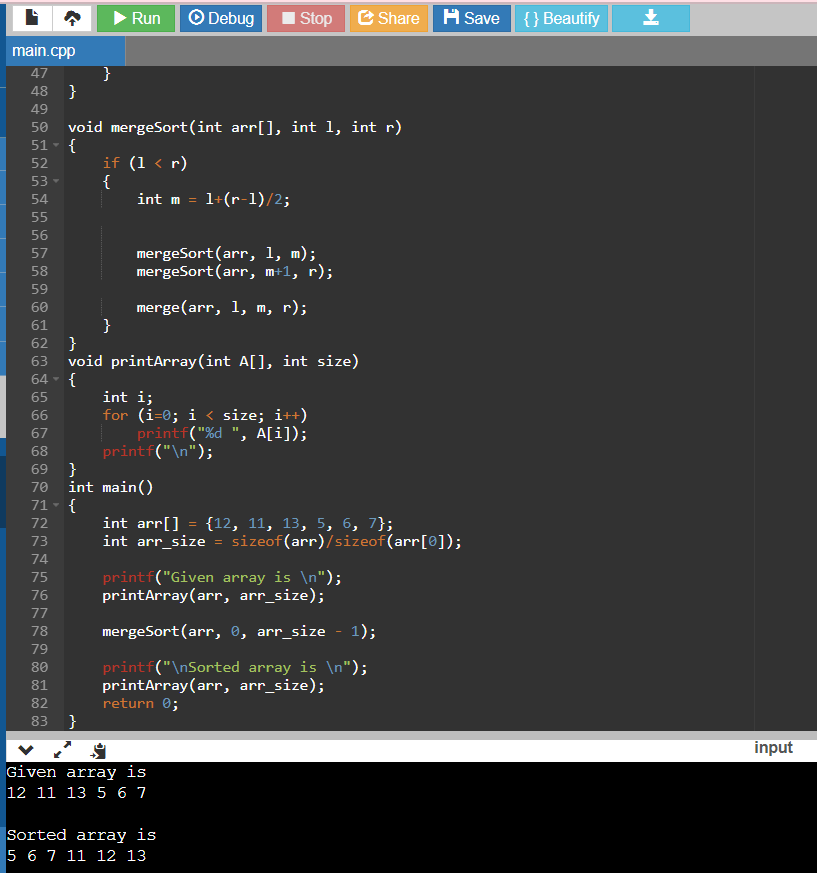 Run Debug Stop Share Save { } Beautify
main.cpp
47 }
48 }
49
50 void mergeSort(int arr[], int l, int r)
51 {
52 if (l < r)
53 {
54 int m = l+(r-l)/2;
55
56
57 mergeSort(arr, l, m);
58 mergeSort(arr, m+1, r);
59
60 merge(arr, l, m, r);
61 }
62 }
63 void printArray(int A[], int size)
64 {
65 int i;
66 for (i=0; i < size; i++)
67 printf("%d ", A[i]);
68 printf("\n");
69 }
70 int main()
71 {
72 int arr[] = {12, 11, 13, 5, 6, 7};
73 int arr_size = sizeof(arr)/sizeof(arr[0]);
74
75 printf("Given array is \n");
76 printArray(arr, arr_size);
77
78 mergeSort(arr, 0, arr_size - 1);
79
80 printf("\nSorted array is \n");
81 printArray(arr, arr_size);
82 return 0;
83 }
input
Given array is
12 11 13 5 6 7

Sorted array is
5 6 7 11 12 13